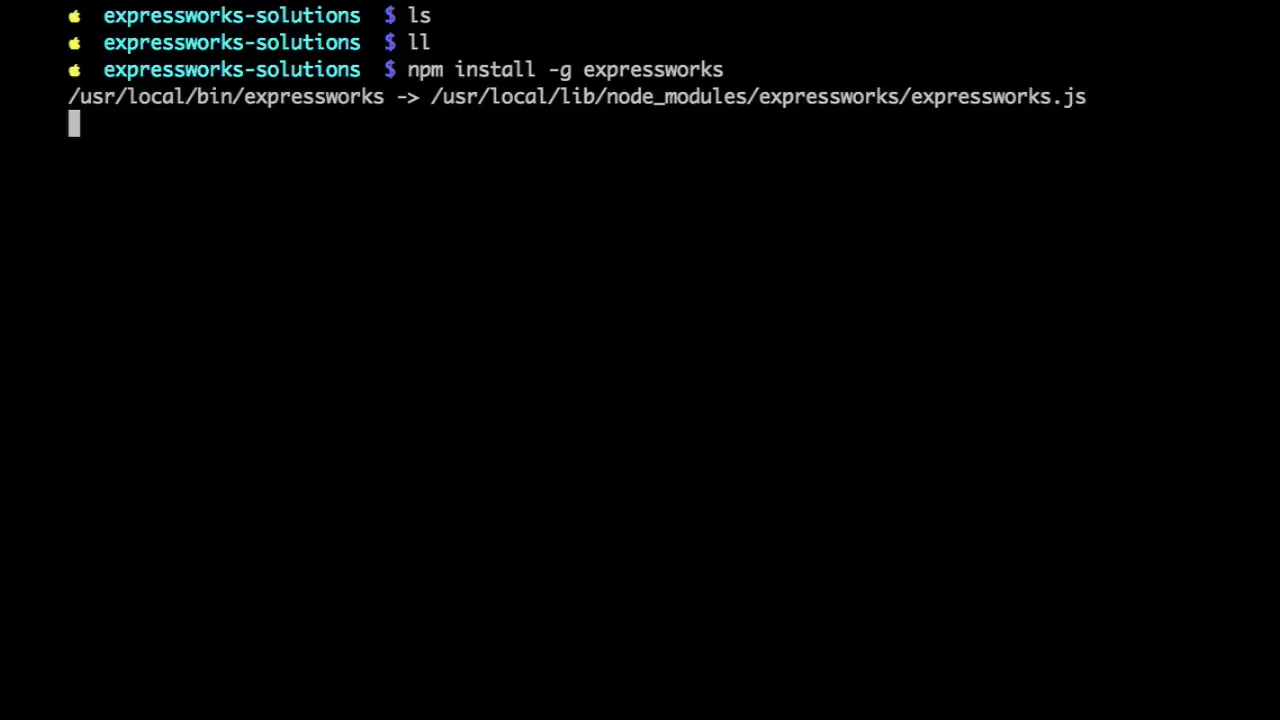 expressworks-solutions $ ls
expressworks-solutions $ ll
expressworks-solutions $ npm install -g expressworks
/usr/local/bin/expressworks -> /usr/local/lib/node_modules/expressworks/expressworks.js